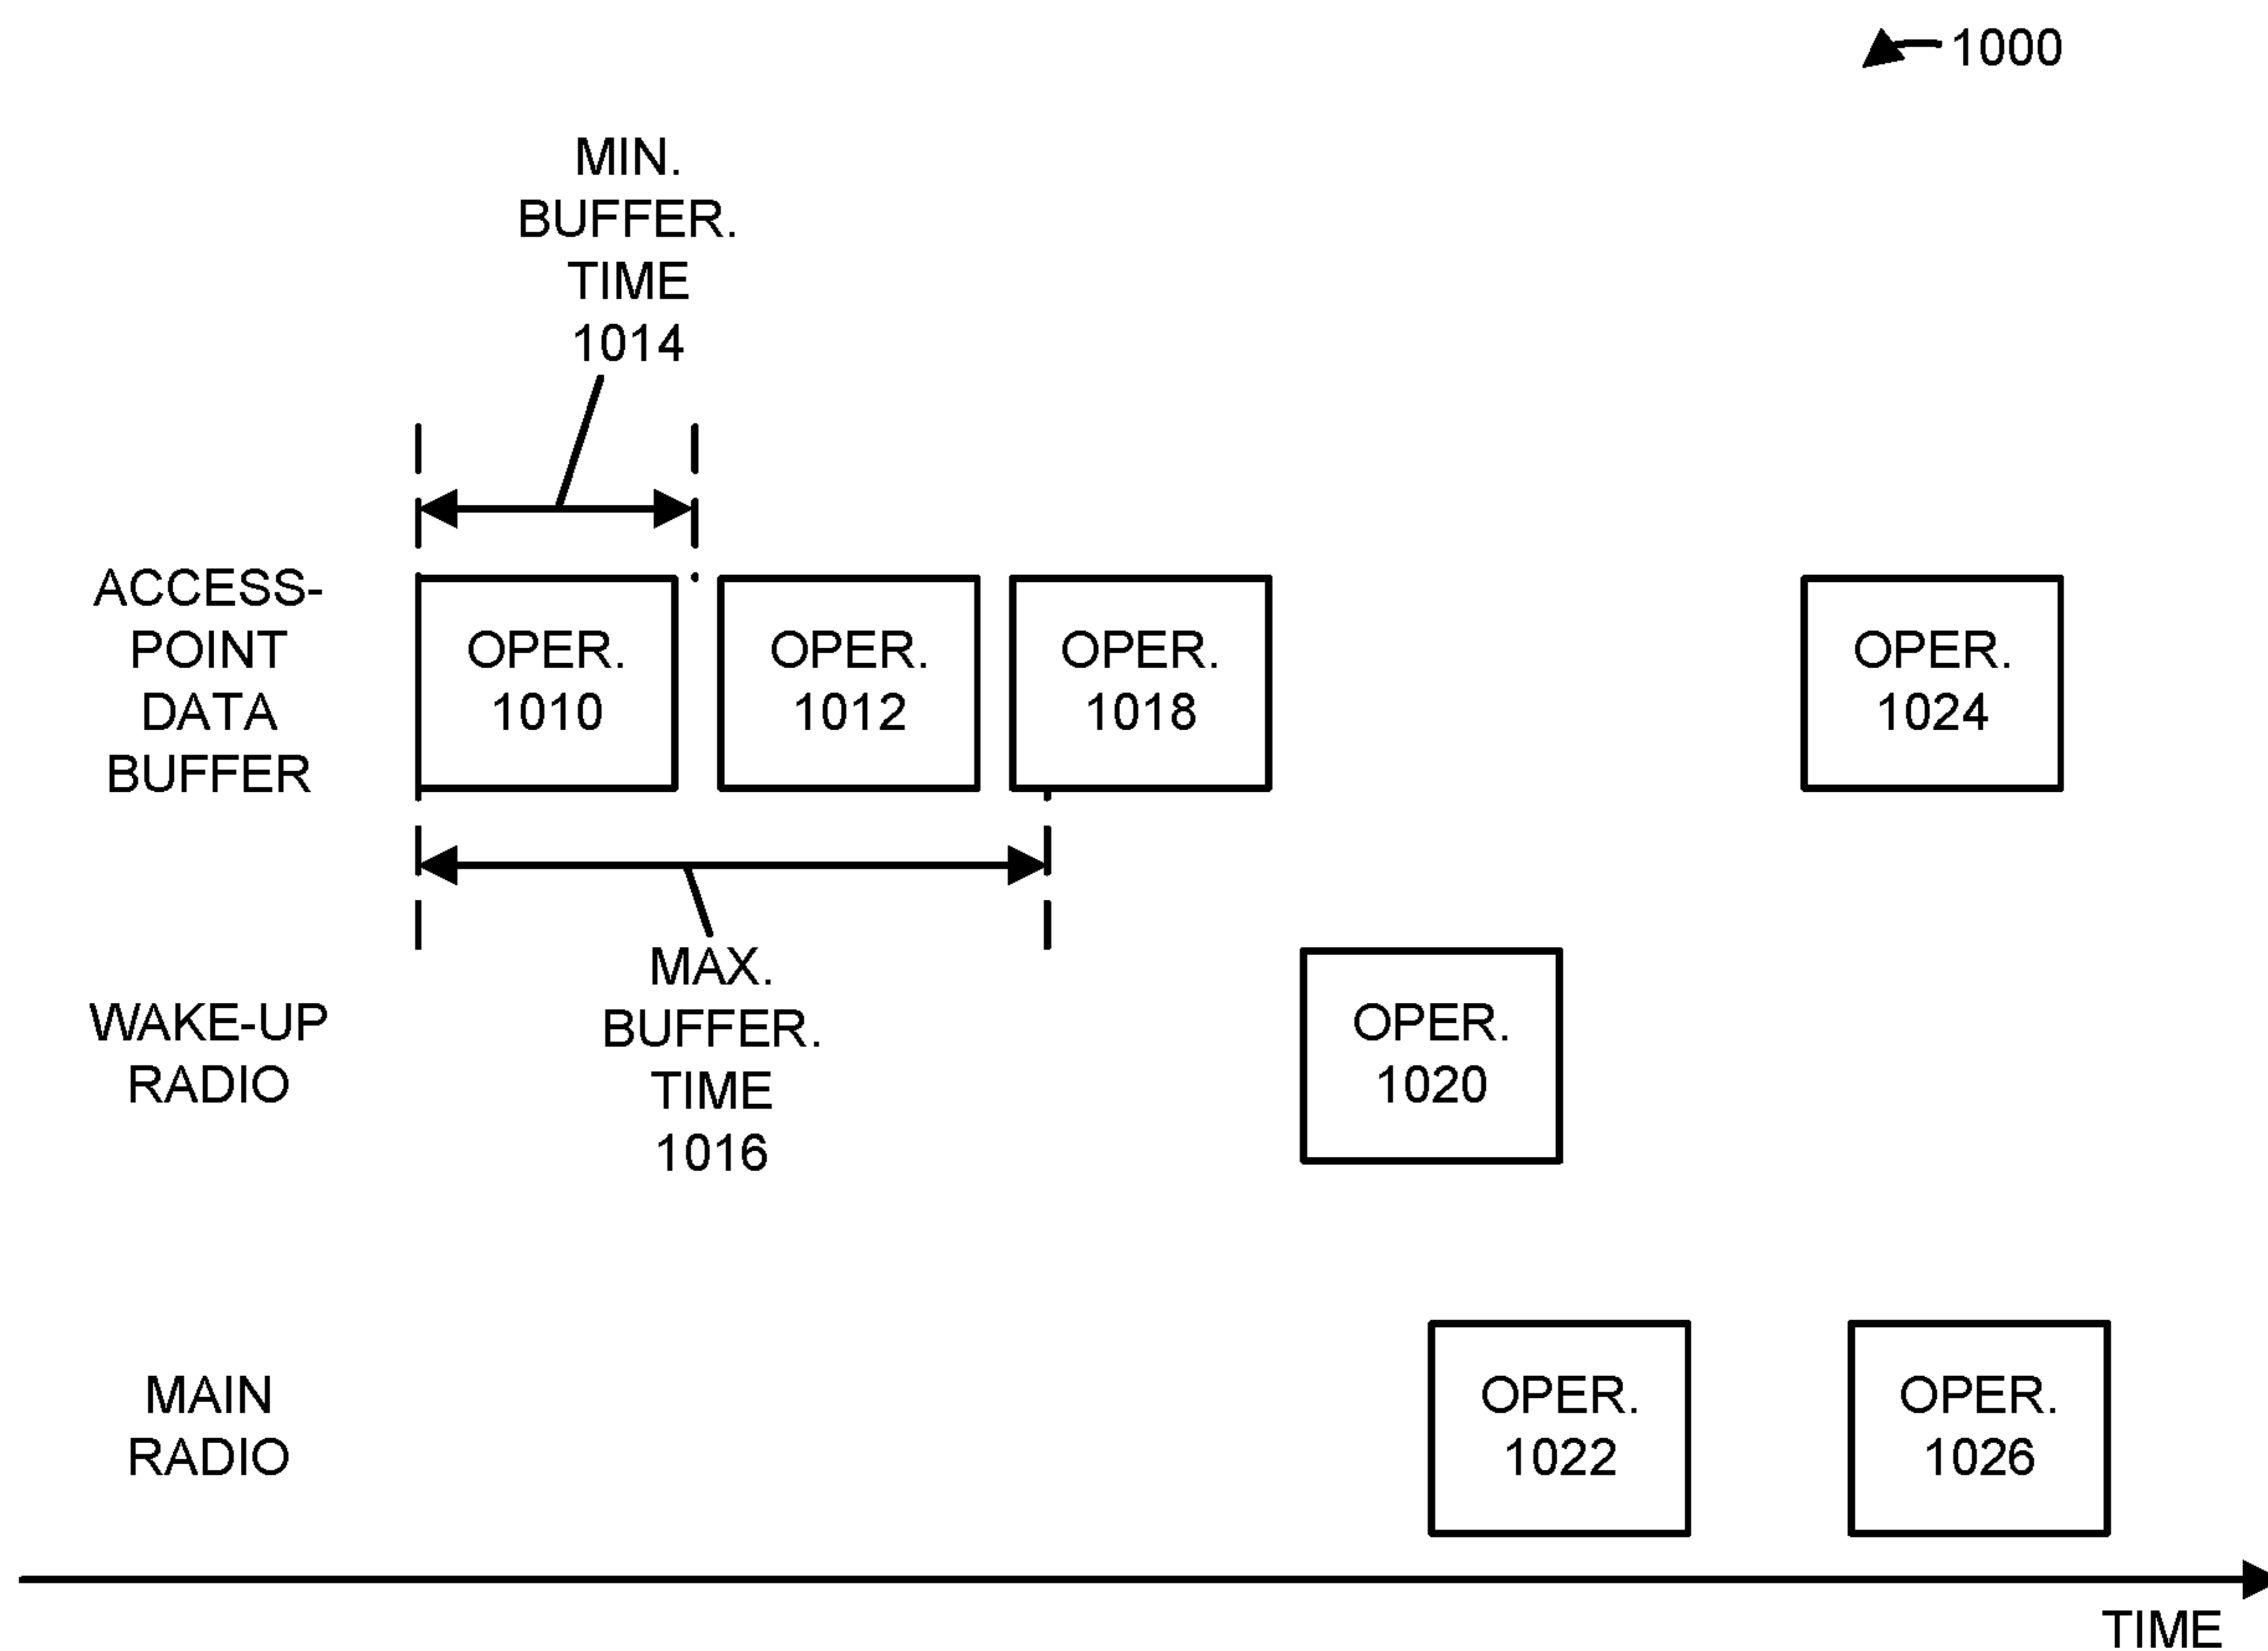 1000
MIN.
BUFFER.
TIME
1014
ACCESS-
POINT
DATA
BUFFER
OPER.
1010
OPER.
1012
OPER.
1018
OPER.
1024
MAX.
BUFFER.
TIME
1016
WAKE-UP
RADIO
OPER.
1020
MAIN
RADIO
OPER.
1022
OPER.
1026
TIME